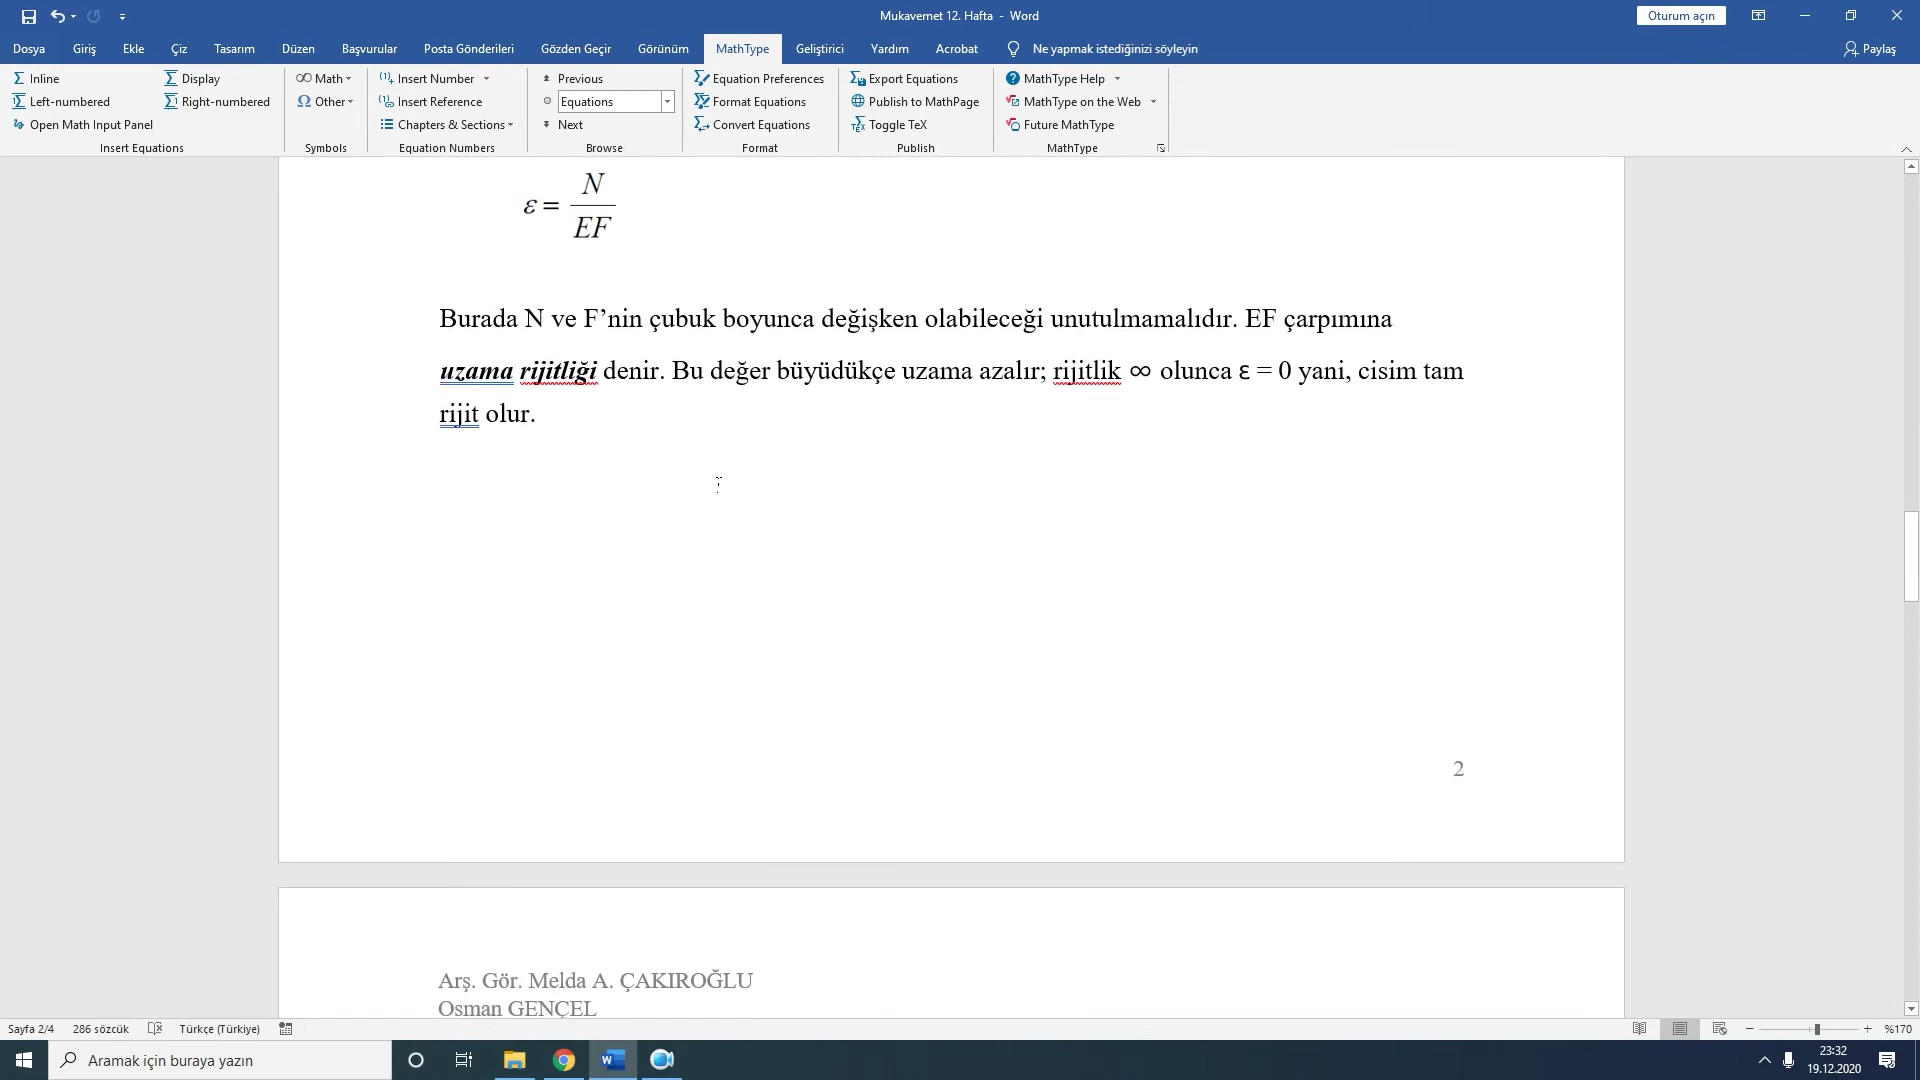 Mukavemet 12. Hafta - Word
Oturum açın
Dosya Giriş Ekle Çiz Tasarım Düzen Başvurular Posta Gönderileri Gözden Geçir Görünüm MathType Geliştirici Yardım Acrobat Ne yapmak istediğinizi söyleyin Paylaş
Inline Display Math Insert Number Previous Equation Preferences Export Equations MathType Help
Left-numbered Right-numbered Other Insert Reference Equations Format Equations Publish to MathPage MathType on the Web
Open Math Input Panel Chapters & Sections Next Convert Equations Toggle TeX Future MathType
Insert Equations Symbols Equation Numbers Browse Format Publish MathType
ε = N / EF
Burada N ve F’nin çubuk boyunca değişken olabileceği unutulmamalıdır. EF çarpımına
uzama rijitliği denir. Bu değer büyüdükçe uzama azalır; rijitlik ∞ olunca ε = 0 yani, cisim tam
rijit olur.
2
Arş. Gör. Melda A. ÇAKIROĞLU
Osman GENÇEL
Sayfa 2/4 286 sözcük Türkçe (Türkiye) %170
Aramak için buraya yazın
23:32
19.12.2020